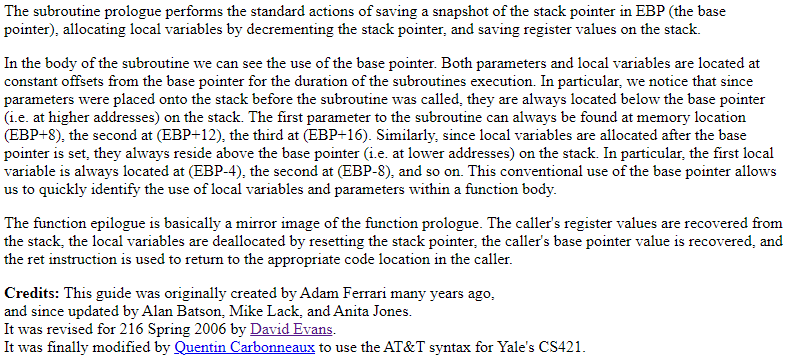 The subroutine prologue performs the standard actions of saving a snapshot of the stack pointer in EBP (the base
pointer), allocating local variables by decrementing the stack pointer, and saving register values on the stack.
In the body of the subroutine we can see the use of the base pointer. Both parameters and local variables are located at
constant offsets from the base pointer for the duration of the subroutines execution. In particular, we notice that since
parameters were placed onto the stack before the subroutine was called, they are always located below the base pointer
(i.e. at higher addresses) on the stack. The first parameter to the subroutine can always be found at memory location
(EBP+8), the second at (EBP+12), the third at (EBP+16). Similarly, since local variables are allocated after the base
pointer is set, they always reside above the base pointer (i.e. at lower addresses) on the stack. In particular, the first local
variable is always located at (EBP-4), the second at (EBP-8), and so on. This conventional use of the base pointer allows
us to quickly identify the use of local variables and parameters within a function body.
The function epilogue is basically a mirror image of the function prologue. The caller's register values are recovered from
the stack, the local variables are deallocated by resetting the stack pointer, the caller's base pointer value is recovered, and
the ret instruction is used to return to the appropriate code location in the caller.
Credits: This guide was originally created by Adam Ferrari many years ago,
and since updated by Alan Batson, Mike Lack, and Anita Jones.
It was revised for 216 Spring 2006 by David Evans.
It was finally modified by Quentin Carbonneaux to use the AT&T syntax for Yale's CS421.